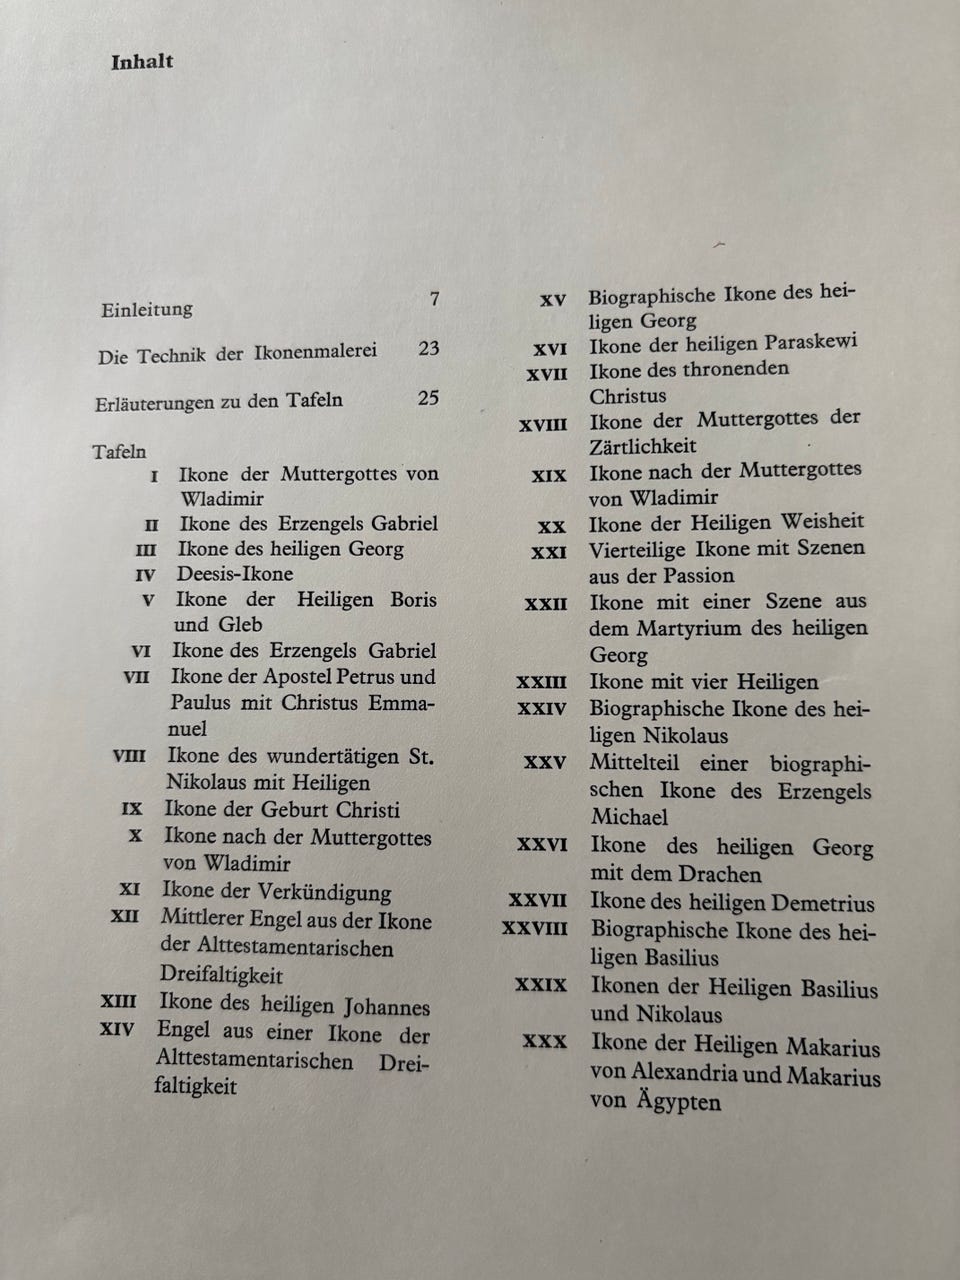 Inhalt
Einleitung 7
Die Technik der Ikonenmalerei 23
Erläuterungen zu den Tafeln 25
Tafeln
I Ikone der Muttergottes von
Wladimir
II Ikone des Erzengels Gabriel
III Ikone des heiligen Georg
IV Deesis-Ikone
V Ikone der Heiligen Boris
und Gleb
VI Ikone des Erzengels Gabriel
VII Ikone der Apostel Petrus und
Paulus mit Christus Emma-
nuel
VIII Ikone des wundertätigen St.
Nikolaus mit Heiligen
IX Ikone der Geburt Christi
X Ikone nach der Muttergottes
von Wladimir
XI Ikone der Verkündigung
XII Mittlerer Engel aus der Ikone
der Alttestamentarischen
Dreifaltigkeit
XIII Ikone des heiligen Johannes
XIV Engel aus einer Ikone der
Alttestamentarischen Drei-
faltigkeit
XV Biographische Ikone des hei-
ligen Georg
XVI Ikone der heiligen Paraskewi
XVII Ikone des thronenden
Christus
XVIII Ikone der Muttergottes der
Zärtlichkeit
XIX Ikone nach der Muttergottes
von Wladimir
XX Ikone der Heiligen Weisheit
XXI Vierteilige Ikone mit Szenen
aus der Passion
XXII Ikone mit einer Szene aus
dem Martyrium des heiligen
Georg
XXIII Ikone mit vier Heiligen
XXIV Biographische Ikone des hei-
ligen Nikolaus
XXV Mittelteil einer biographi-
schen Ikone des Erzengels
Michael
XXVI Ikone des heiligen Georg
mit dem Drachen
XXVII Ikone des heiligen Demetrius
XXVIII Biographische Ikone des hei-
ligen Basilius
XXIX Ikonen der Heiligen Basilius
und Nikolaus
XXX Ikone der Heiligen Makarius
von Alexandria und Makarius
von Ägypten